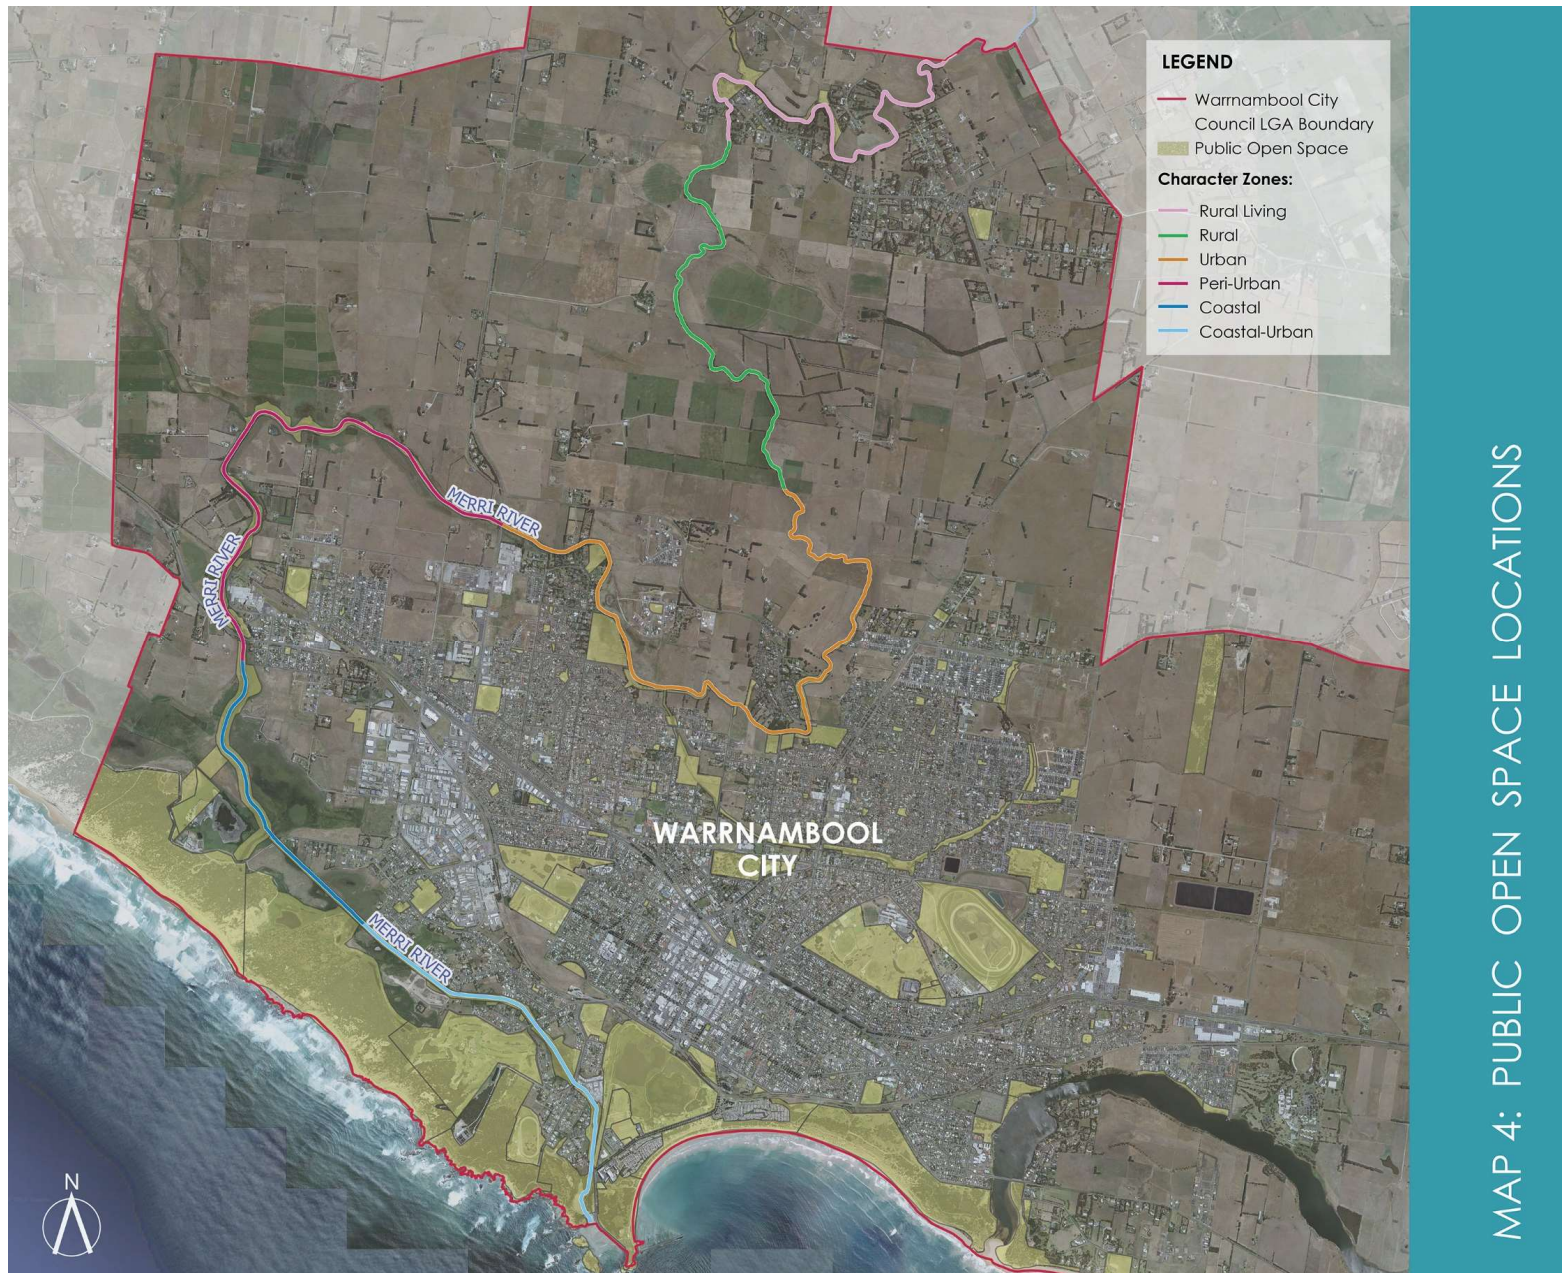 LEGEND
Warrnambool City
Council LGA Boundary
Public Open Space
Character Zones:
Rural Living
Rural
Urban
Peri-Urban
Coastal
Coastal-Urban
MERRI RIVER
MERRI RIVER
WARRNAMBOOL
CITY
MERRI RIVER
N
MAP 4: PUBLIC OPEN SPACE LOCATIONS